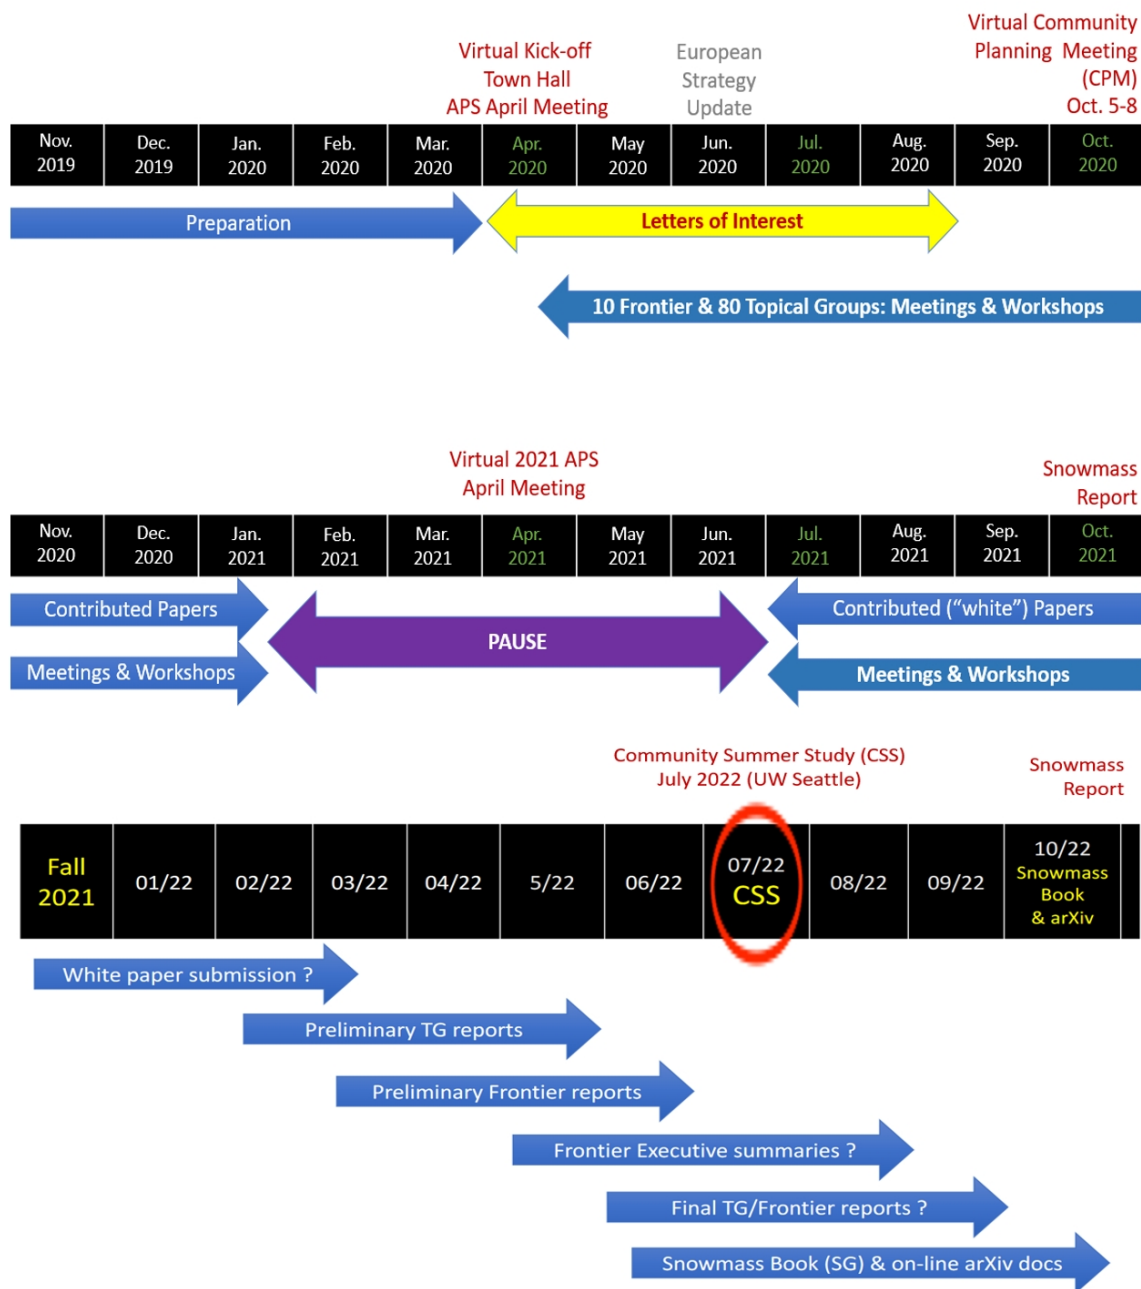 Virtual Kick-off
Town Hall
APS April Meeting
European
Strategy
Update
Virtual Community
Planning Meeting
(CPM)
Oct. 5-8
Nov. 2019
Dec. 2019
Jan. 2020
Feb. 2020
Mar. 2020
Apr. 2020
May 2020
Jun. 2020
Jul. 2020
Aug. 2020
Sep. 2020
Oct. 2020
Preparation
Letters of Interest
10 Frontier & 80 Topical Groups: Meetings & Workshops
Virtual 2021 APS
April Meeting
Snowmass
Report
Nov. 2020
Dec. 2020
Jan. 2021
Feb. 2021
Mar. 2021
Apr. 2021
May 2021
Jun. 2021
Jul. 2021
Aug. 2021
Sep. 2021
Oct. 2021
Contributed Papers
PAUSE
Contributed (“white”) Papers
Meetings & Workshops
Meetings & Workshops
Community Summer Study (CSS)
July 2022 (UW Seattle)
Snowmass
Report
Fall
2021
01/22
02/22
03/22
04/22
5/22
06/22
07/22
CSS
08/22
09/22
10/22
Snowmass
Book
& arXiv
White paper submission ?
Preliminary TG reports
Preliminary Frontier reports
Frontier Executive summaries ?
Final TG/Frontier reports ?
Snowmass Book (SG) & on-line arXiv docs